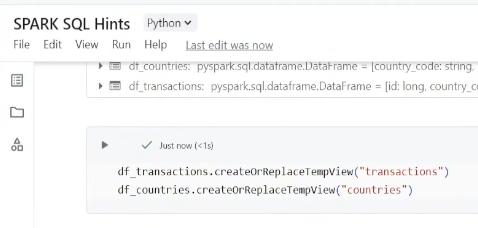 SPARK SQL Hints Python
File Edit View Run Help Last edit was now
df_countries: pyspark.sql.dataframe.DataFrame = [country_code: string,
df_transactions: pyspark.sql.dataframe.DataFrame = [id: long, country_co
Just now (<1s)
df_transactions.createOrReplaceTempView("transactions")
df_countries.createOrReplaceTempView("countries")